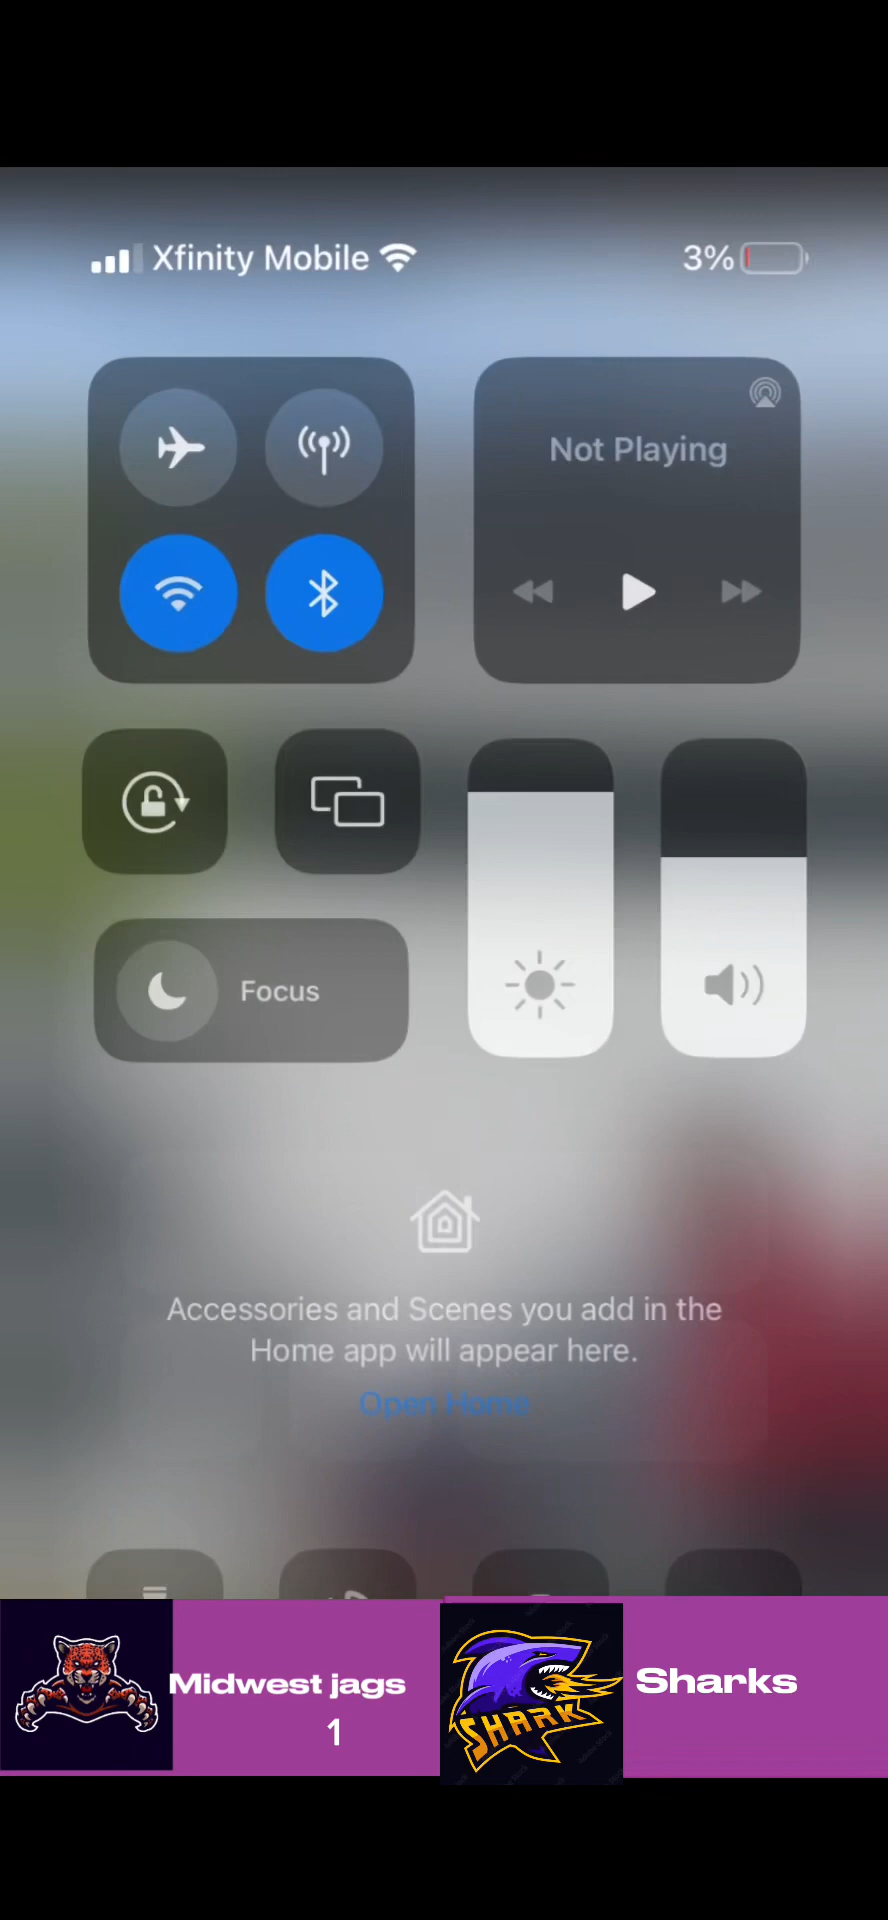 Xfinity Mobile
3%
Not Playing
Focus
Accessories and Scenes you add in the
Home app will appear here.
Open Home
Midwest jags
1
SHARK
Sharks